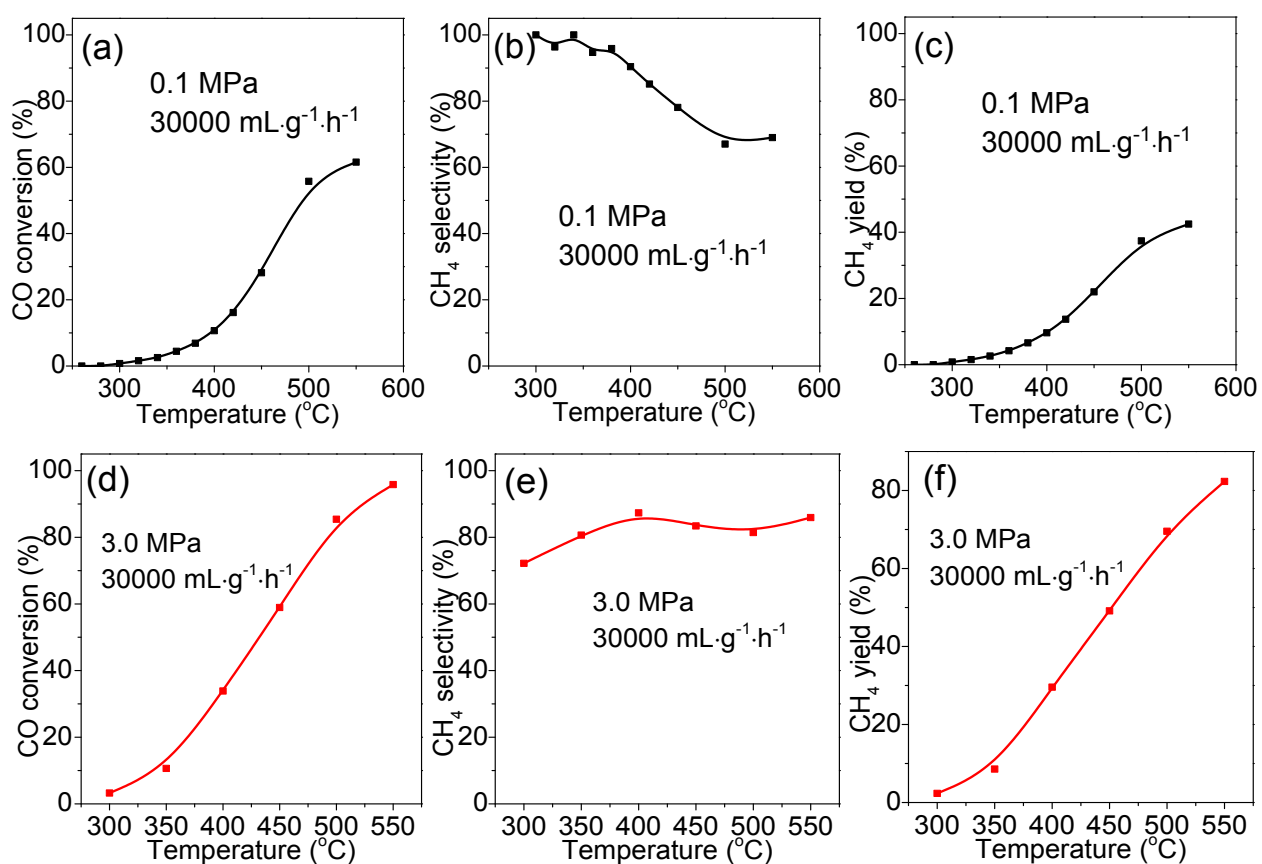 (a)
0.1 MPa
30000 mL·g⁻¹·h⁻¹
CO conversion (%)
100
80
60
40
20
0
300 400 500 600
Temperature (°C)
(b)
0.1 MPa
30000 mL·g⁻¹·h⁻¹
CH₄ selectivity (%)
100
80
60
40
20
0
300 400 500 600
Temperature (°C)
(c)
0.1 MPa
30000 mL·g⁻¹·h⁻¹
CH₄ yield (%)
100
80
60
40
20
0
300 400 500 600
Temperature (°C)
(d)
3.0 MPa
30000 mL·g⁻¹·h⁻¹
CO conversion (%)
100
80
60
40
20
0
300 350 400 450 500 550
Temperature (°C)
(e)
3.0 MPa
30000 mL·g⁻¹·h⁻¹
CH₄ selectivity (%)
100
80
60
40
20
0
300 350 400 450 500 550
Temperature (°C)
(f)
3.0 MPa
30000 mL·g⁻¹·h⁻¹
CH₄ yield (%)
80
60
40
20
0
300 350 400 450 500 550
Temperature (°C)